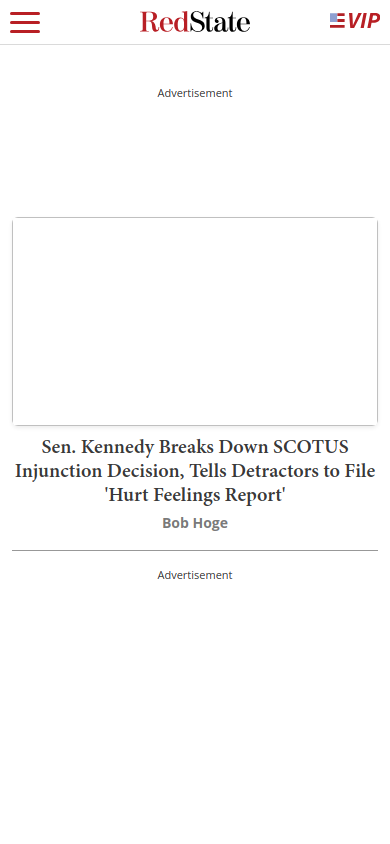 RedState
VIP
Advertisement
Sen. Kennedy Breaks Down SCOTUS
Injunction Decision, Tells Detractors to File
'Hurt Feelings Report'
Bob Hoge
Advertisement